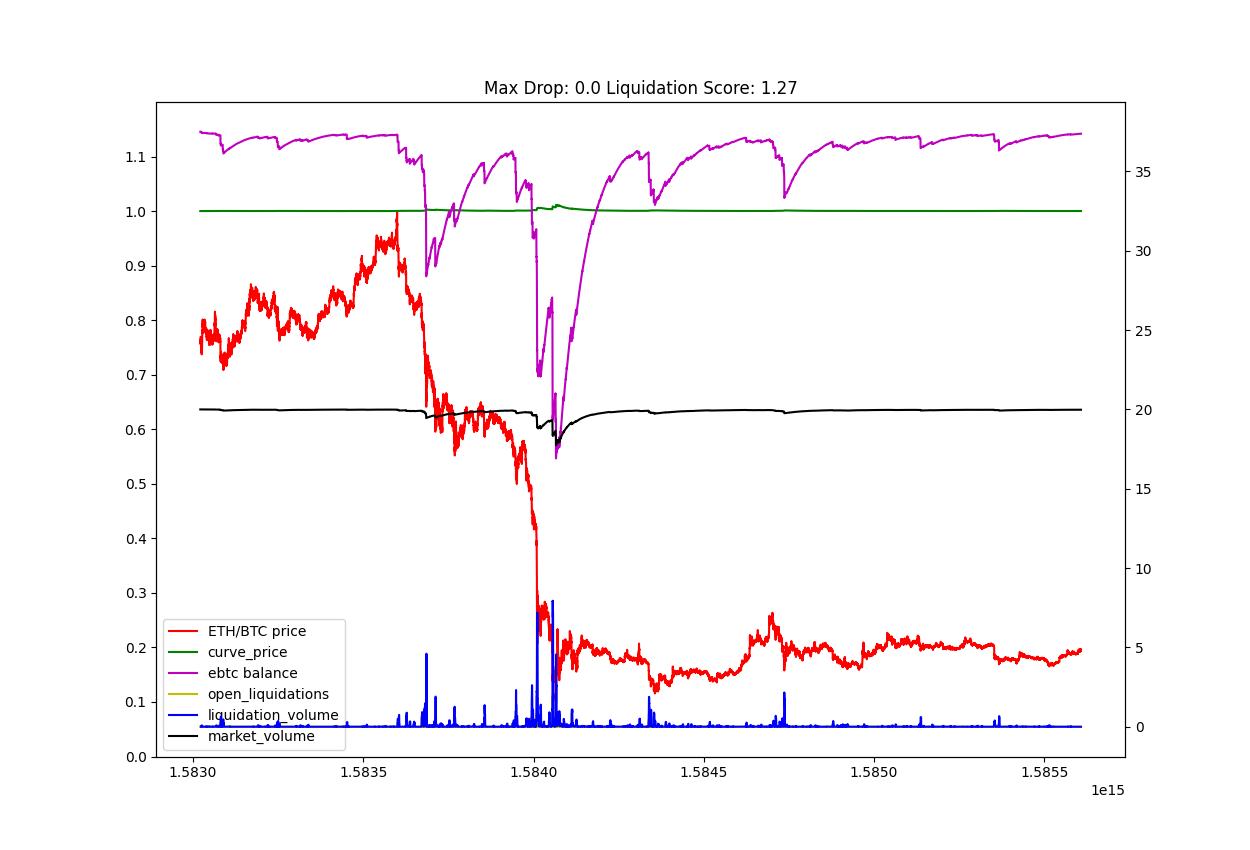 Max Drop: 0.0 Liquidation Score: 1.27
1.1
1.0
0.9
0.8
0.7
0.6
0.5
0.4
0.3
0.2
0.1
0.0
35
30
25
20
15
10
5
0
ETH/BTC price
curve_price
ebtc balance
open_liquidations
liquidation_volume
market_volume
1.5830 1.5835 1.5840 1.5845 1.5850 1.5855
1e15